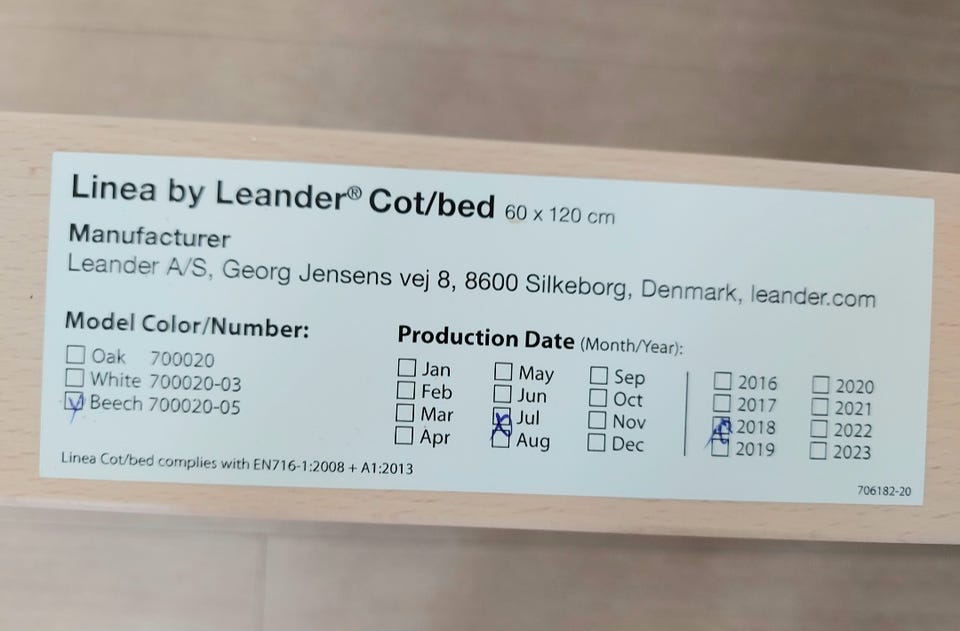 Linea by Leander® Cot/bed 60 x 120 cm
Manufacturer
Leander A/S, Georg Jensens vej 8, 8600 Silkeborg, Denmark, leander.com
Model Color/Number:
Oak 700020
White 700020-03
Beech 700020-05
Production Date (Month/Year):
Jan May Sep 2016 2020
Feb Jun Oct 2017 2021
Mar Jul Nov 2018 2022
Apr Aug Dec 2019 2023
Linea Cot/bed complies with EN716-1:2008 + A1:2013
706182-20